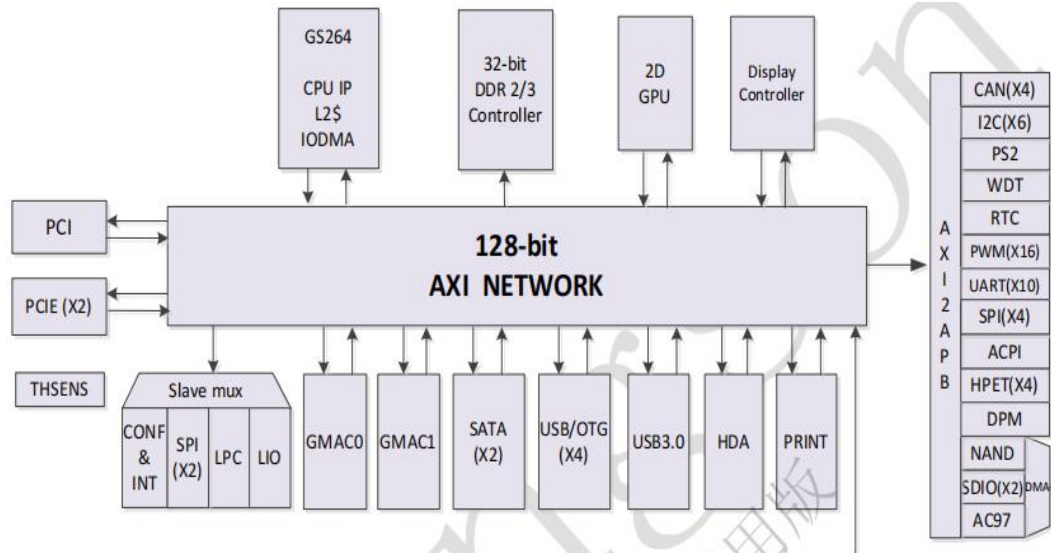 GS264
CPU IP
L2$
IODMA
32-bit
DDR 2/3
Controller
2D
GPU
Display
Controller
PCI
PCIE (X2)
THSENS
128-bit
AXI NETWORK
Slave mux
CONF
&
INT
SPI
(X2)
LPC
LIO
GMAC0
GMAC1
SATA
(X2)
USB/OTG
(X4)
USB3.0
HDA
PRINT
A
X
I
2
A
P
B
CAN(X4)
I2C(X6)
PS2
WDT
RTC
PWM(X16)
UART(X10)
SPI(X4)
ACPI
HPET(X4)
DPM
NAND
SDIO(X2)
AC97
DMA
用版